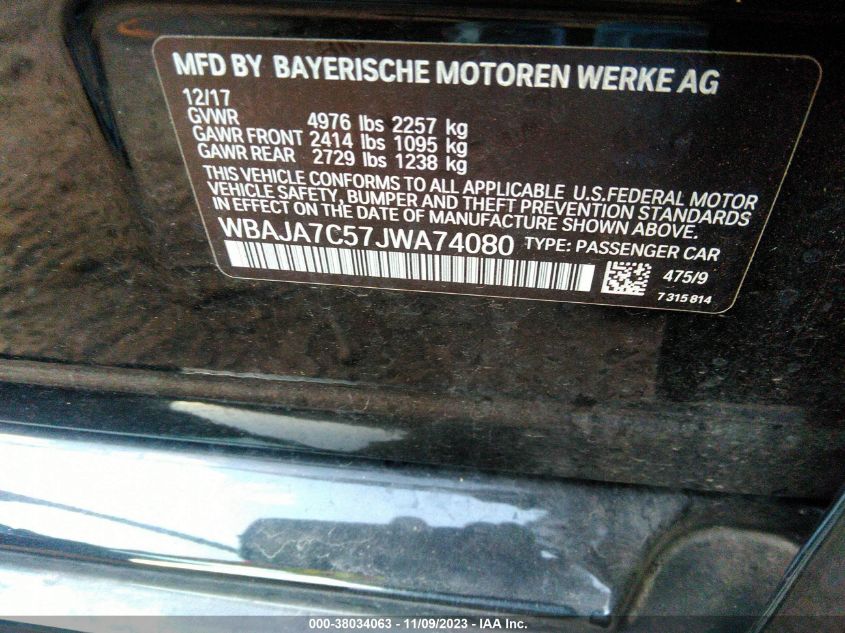 MFD BY BAYERISCHE MOTOREN WERKE AG
12/17
GVWR 4976 lbs 2257 kg
GAWR FRONT 2414 lbs 1095 kg
GAWR REAR 2729 lbs 1238 kg
THIS VEHICLE CONFORMS TO ALL APPLICABLE U.S.FEDERAL MOTOR
VEHICLE SAFETY, BUMPER AND THEFT PREVENTION STANDARDS
IN EFFECT ON THE DATE OF MANUFACTURE SHOWN ABOVE.
WBAJA7C57JWA74080 TYPE: PASSENGER CAR
475/9
7 315 814
000-38034063 - 11/09/2023 - IAA Inc.